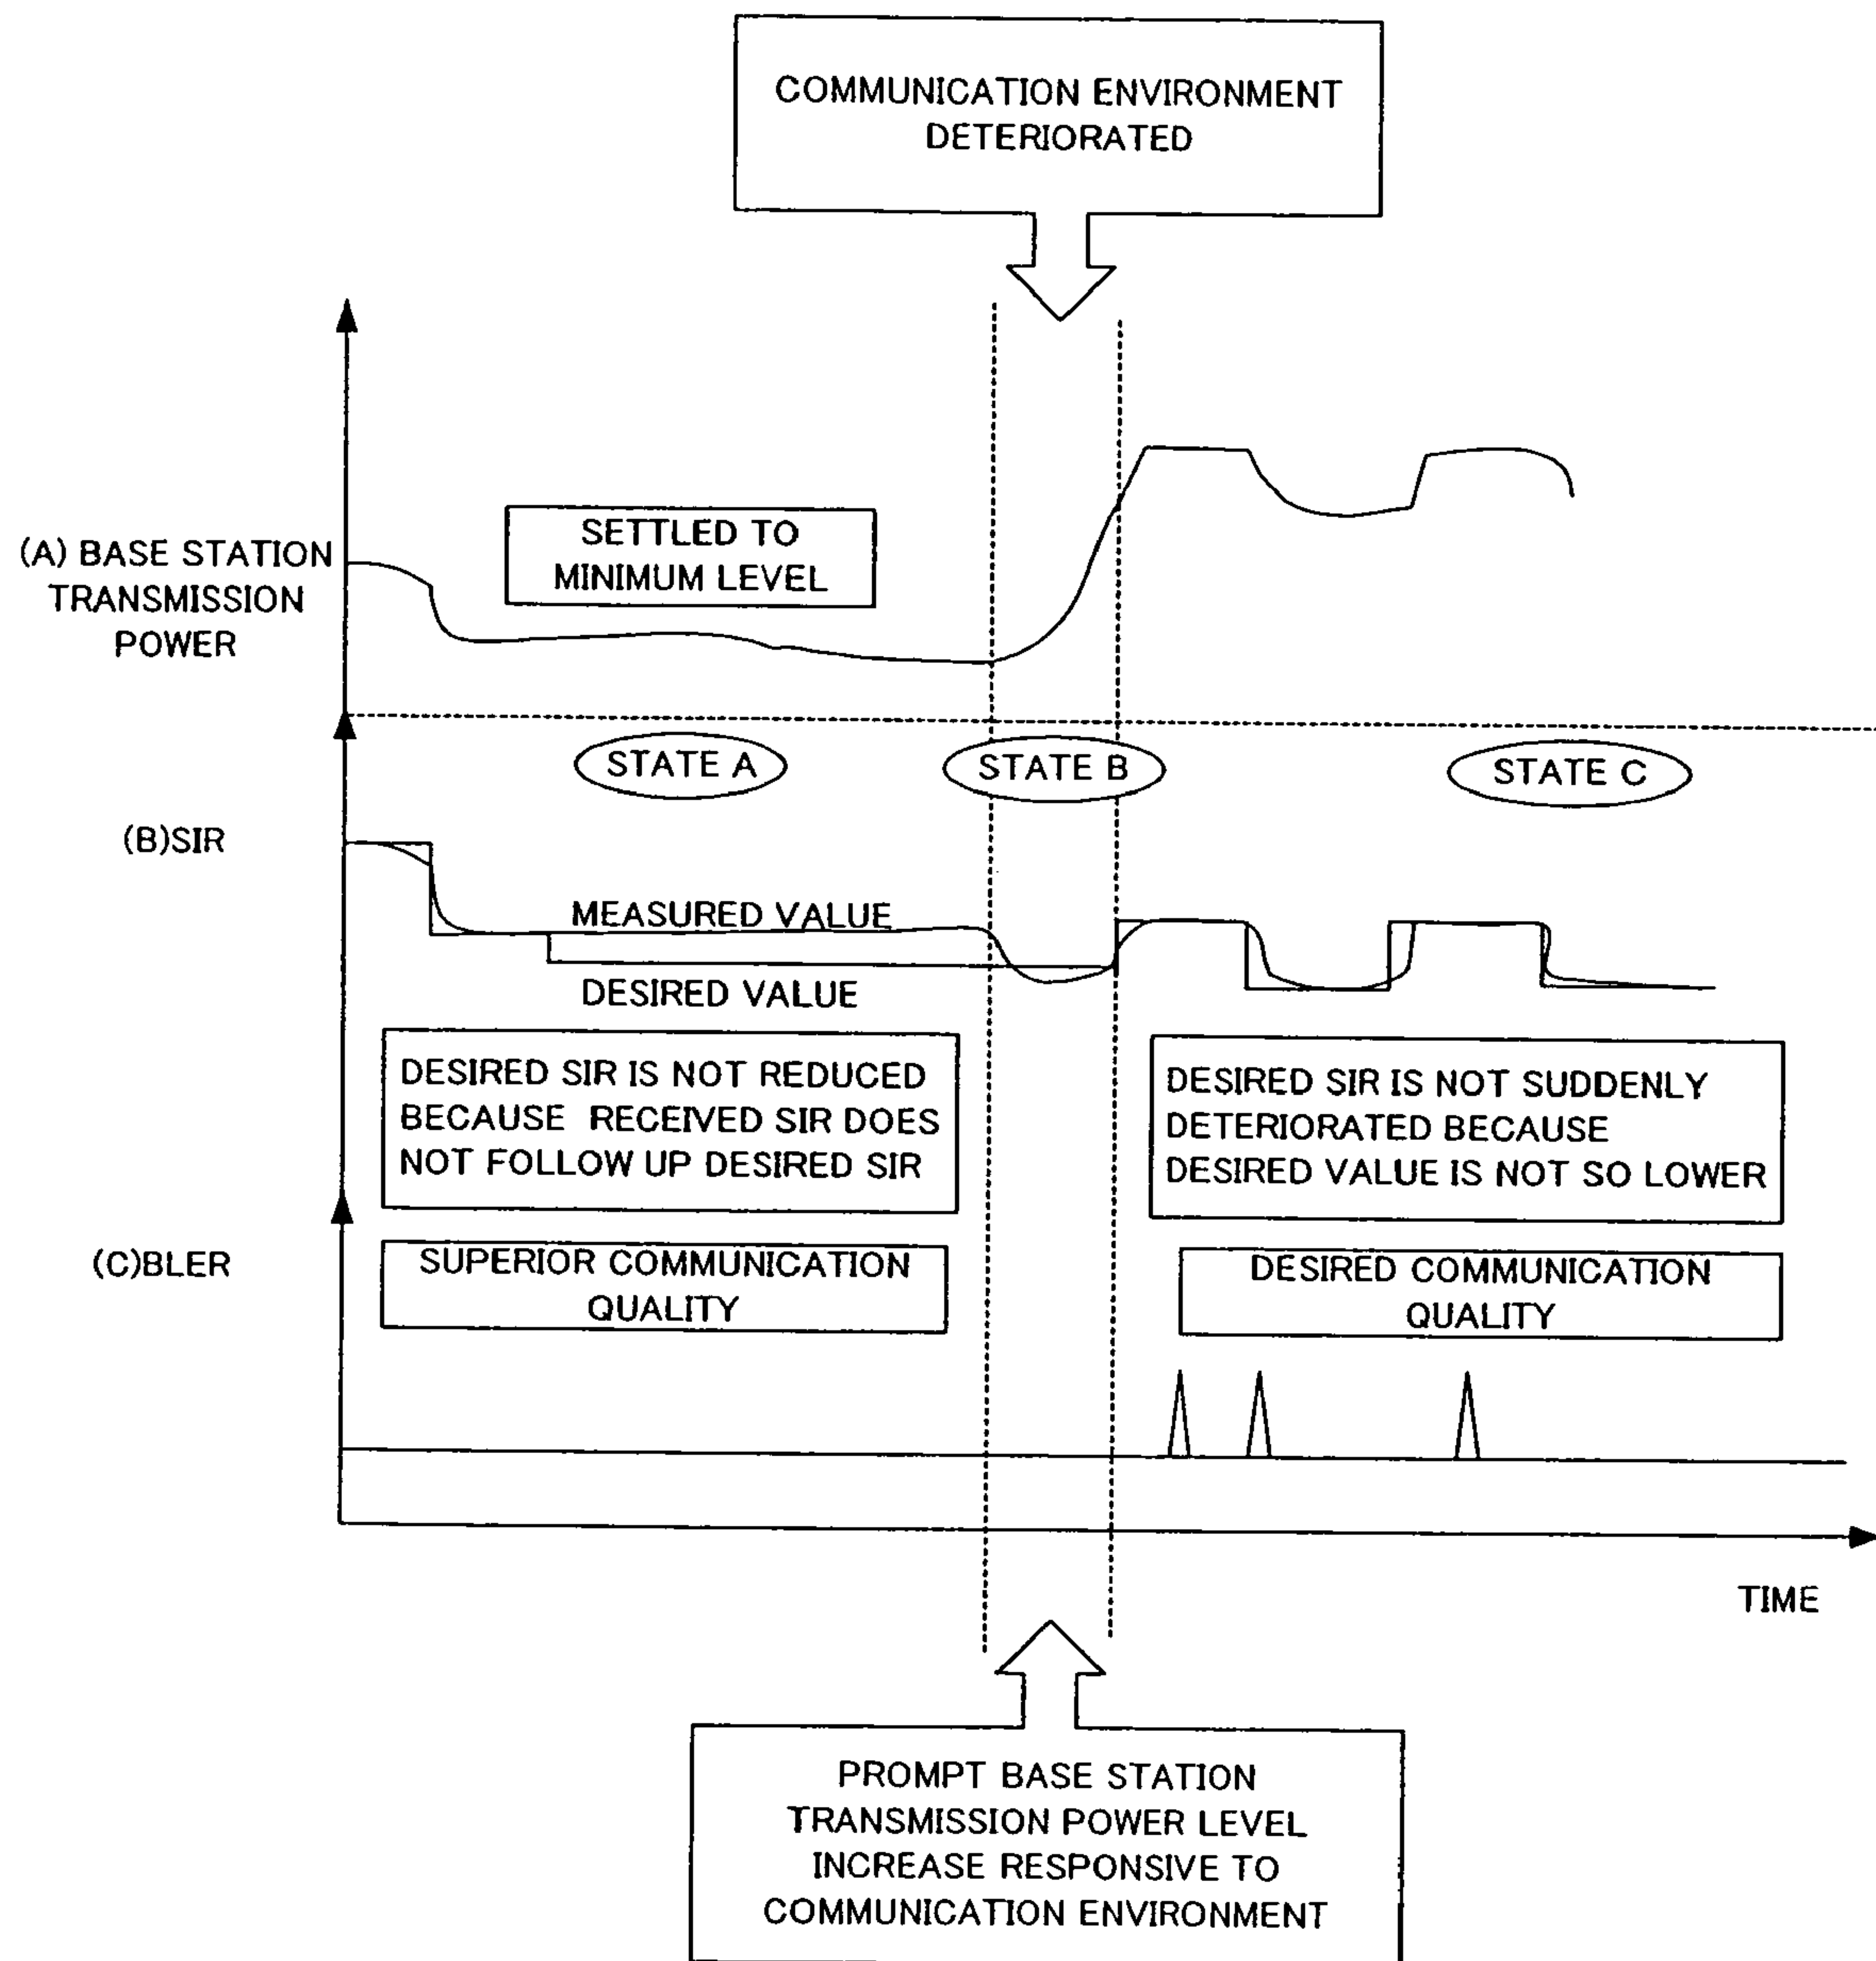 COMMUNICATION ENVIRONMENT
DETERIORATED
SETTLED TO
MINIMUM LEVEL
(A) BASE STATION
TRANSMISSION
POWER
STATE A
STATE B
STATE C
(B)SIR
MEASURED VALUE
DESIRED VALUE
DESIRED SIR IS NOT REDUCED
BECAUSE RECEIVED SIR DOES
NOT FOLLOW UP DESIRED SIR
DESIRED SIR IS NOT SUDDENLY
DETERIORATED BECAUSE
DESIRED VALUE IS NOT SO LOWER
(C)BLER
SUPERIOR COMMUNICATION
QUALITY
DESIRED COMMUNICATION
QUALITY
TIME
PROMPT BASE STATION
TRANSMISSION POWER LEVEL
INCREASE RESPONSIVE TO
COMMUNICATION ENVIRONMENT